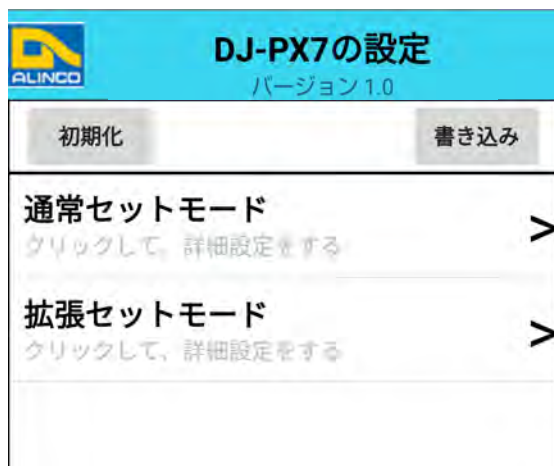 ALINCO
DJ-PX7の設定
バージョン 1.0
初期化
書き込み
通常セットモード
クリックして、詳細設定をする
>
拡張セットモード
クリックして、詳細設定をする
>